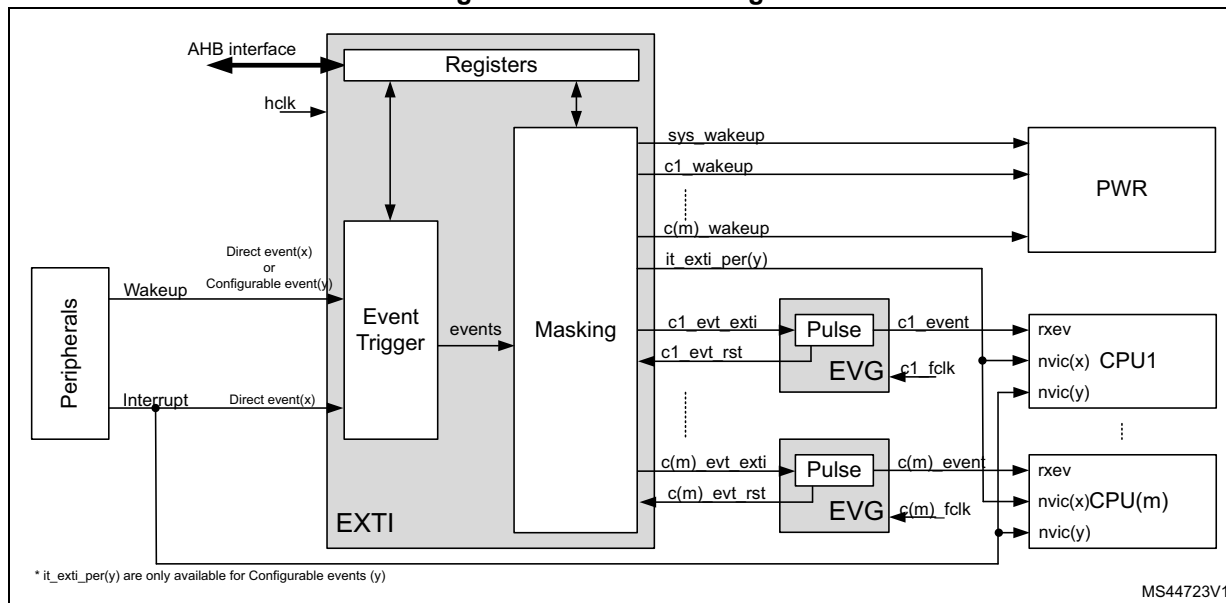 AHB interface
Registers
hclk
sys_wakeup
c1_wakeup
PWR
c(m)_wakeup
it_exti_per(y)
Direct event(x)
or
Configurable event(y)
Peripherals
Wakeup
Event
Trigger
events
Masking
c1_evt_exti
Pulse
c1_event
rxev
c1_evt_rst
EVG
c1_fclk
nvic(x)
CPU1
nvic(y)
Interrupt
Direct event(x)
c(m)_evt_exti
Pulse
c(m)_event
rxev
c(m)_evt_rst
EVG
c(m)_fclk
nvic(x)
CPU(m)
nvic(y)
EXTI
* it_exti_per(y) are only available for Configurable events (y)
MS44723V1